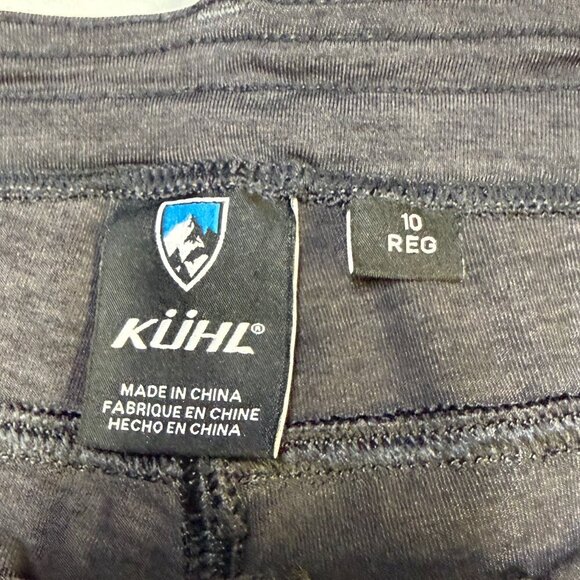 KÜHL®
MADE IN CHINA
FABRIQUE EN CHINE
HECHO EN CHINA
10
REG